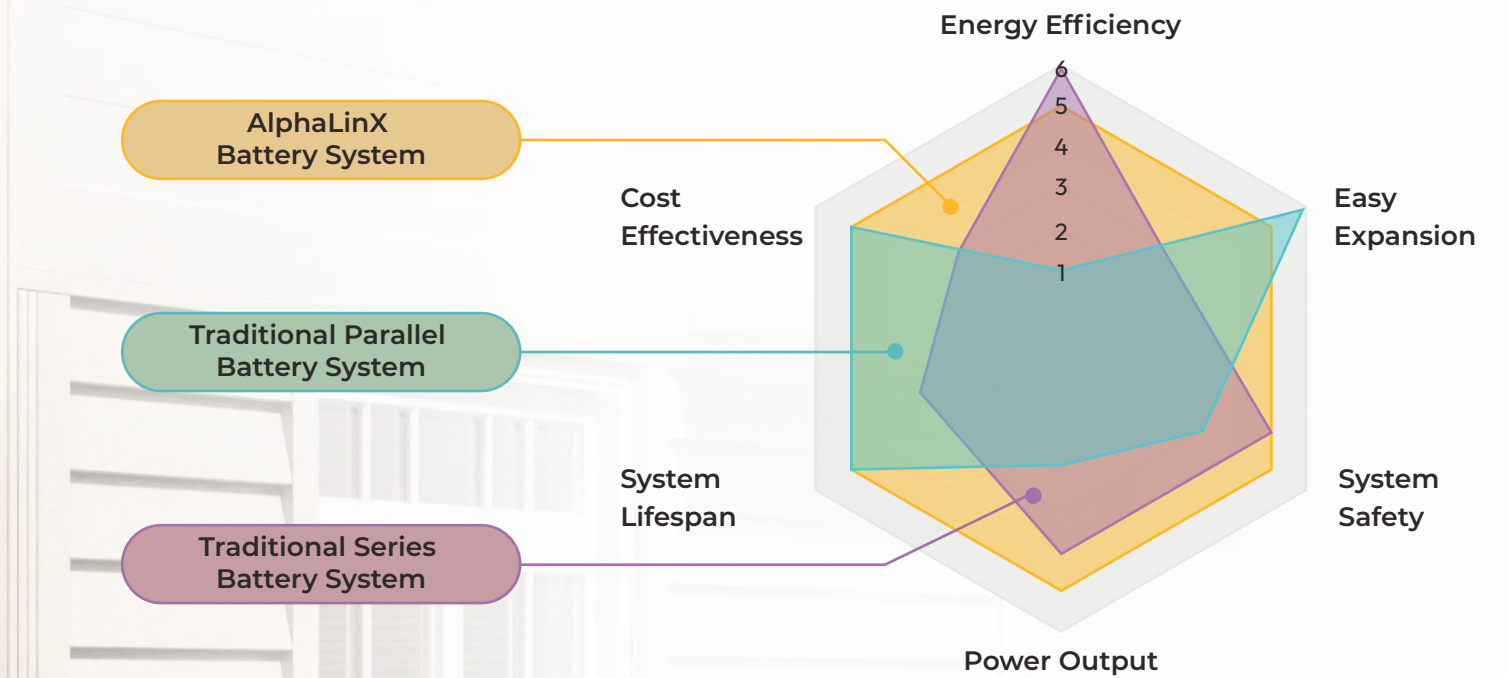 Energy Efficiency
6
5
4
3
2
1
AlphaLinX
Battery System
Cost
Effectiveness
Easy
Expansion
Traditional Parallel
Battery System
System
Lifespan
System
Safety
Traditional Series
Battery System
Power Output